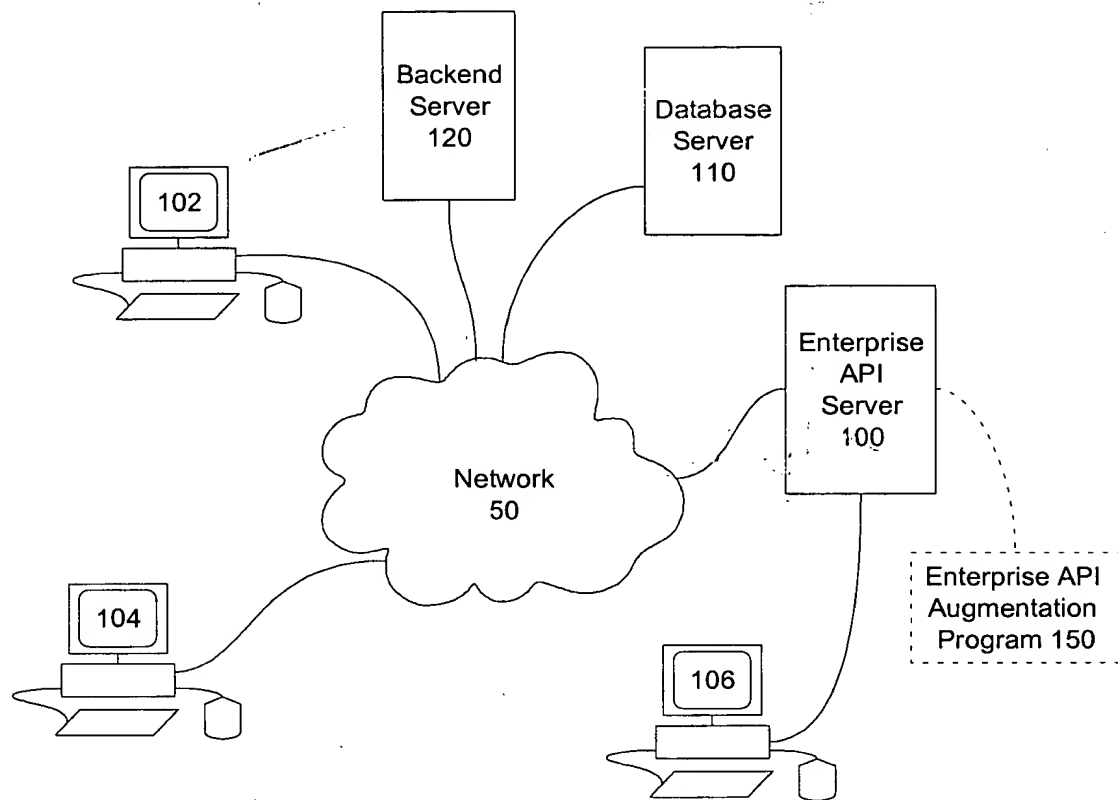 Backend
Server
120
Database
Server
110
102
Enterprise
API
Server
100
Network
50
Enterprise API
Augmentation
Program 150
104
106